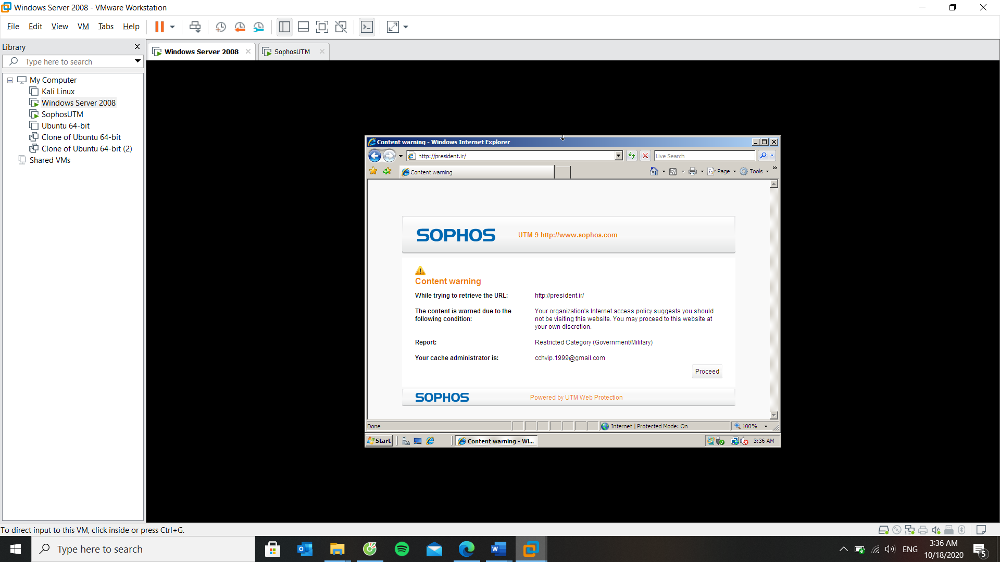 Windows Server 2008 - VMware Workstation
File Edit View VM Tabs Help
Library
Windows Server 2008
SophosUTM
Type here to search
My Computer
Kali Linux
Windows Server 2008
SophosUTM
Ubuntu 64-bit
Clone of Ubuntu 64-bit
Clone of Ubuntu 64-bit (2)
Shared VMs
Content warning - Windows Internet Explorer
http://president.ir/
Live Search
Content warning
Page
Tools
SOPHOS
UTM 9 http://www.sophos.com
Content warning
While trying to retrieve the URL: http://president.ir/
The content is warned due to the following condition:
Your organization's Internet access policy suggests you should
not be visiting this website. You may proceed to this website at
your own discretion.
Report: Restricted Category (Government/Military)
Your cache administrator is: cchvip.1999@gmail.com
Proceed
SOPHOS
Powered by UTM Web Protection
Done
Internet | Protected Mode: On
100%
Start
Content warning - Wi...
3:36 AM
To direct input to this VM, click inside or press Ctrl+G.
Type here to search
ENG
3:36 AM
10/18/2020
5